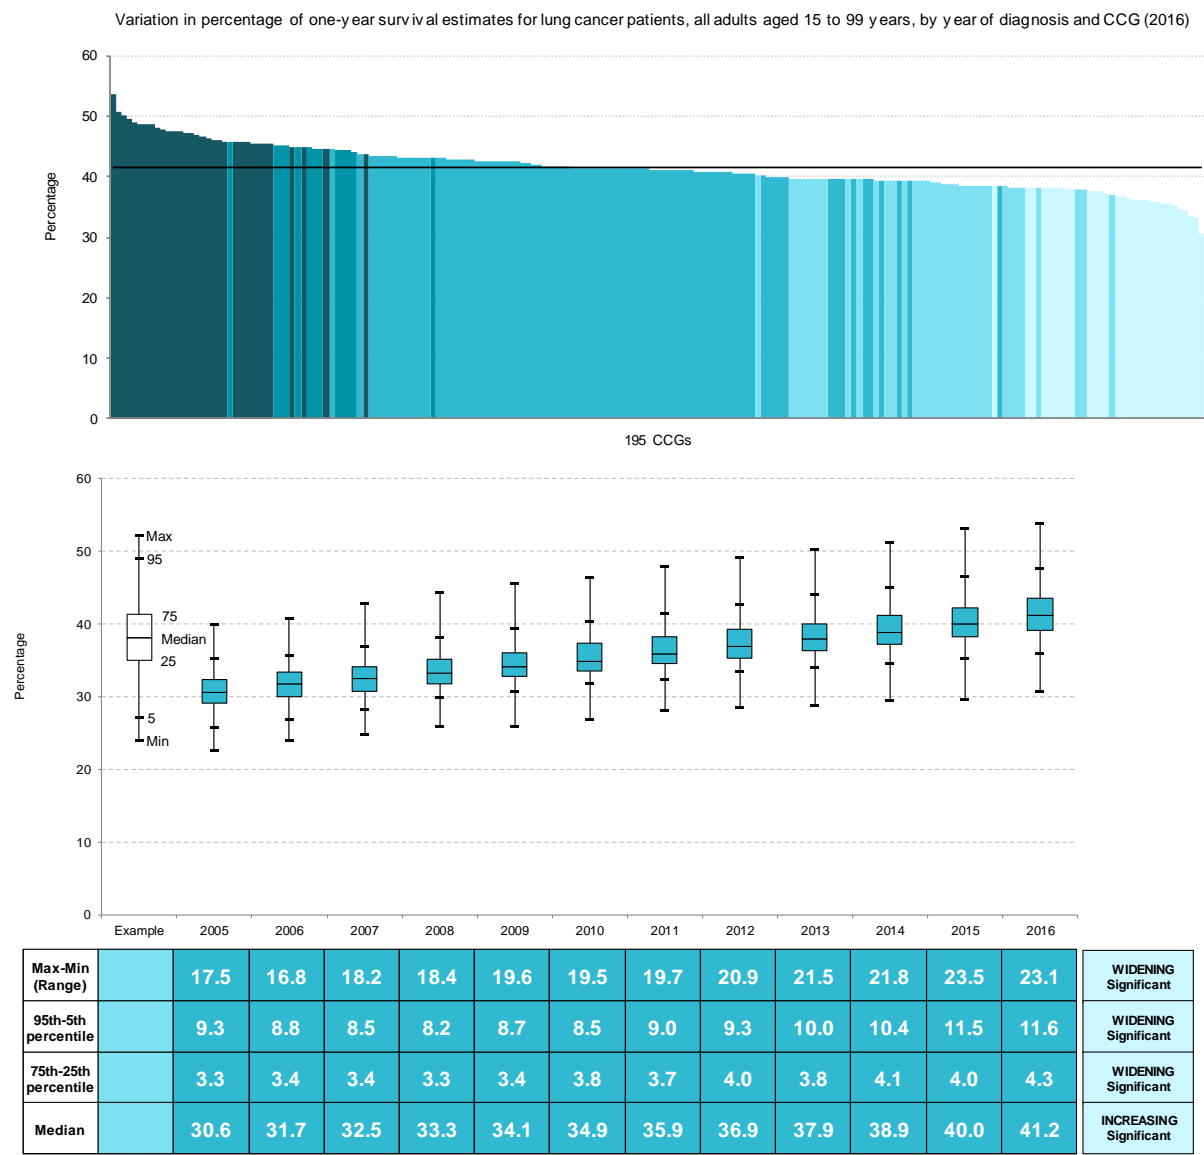 Variation in percentage of one-year survival estimates for lung cancer patients, all adults aged 15 to 99 years, by year of diagnosis and CCG (2016)
60
50
40
30
20
10
0
Percentage
195 CCGs
60
50
40
30
20
10
0
Percentage
Max
95
75
Median
25
5
Min
Example 2005 2006 2007 2008 2009 2010 2011 2012 2013 2014 2015 2016
Max-Min (Range) 17.5 16.8 18.2 18.4 19.6 19.5 19.7 20.9 21.5 21.8 23.5 23.1 WIDENING Significant
95th-5th percentile 9.3 8.8 8.5 8.2 8.7 8.5 9.0 9.3 10.0 10.4 11.5 11.6 WIDENING Significant
75th-25th percentile 3.3 3.4 3.4 3.3 3.4 3.8 3.7 4.0 3.8 4.1 4.0 4.3 WIDENING Significant
Median 30.6 31.7 32.5 33.3 34.1 34.9 35.9 36.9 37.9 38.9 40.0 41.2 INCREASING Significant